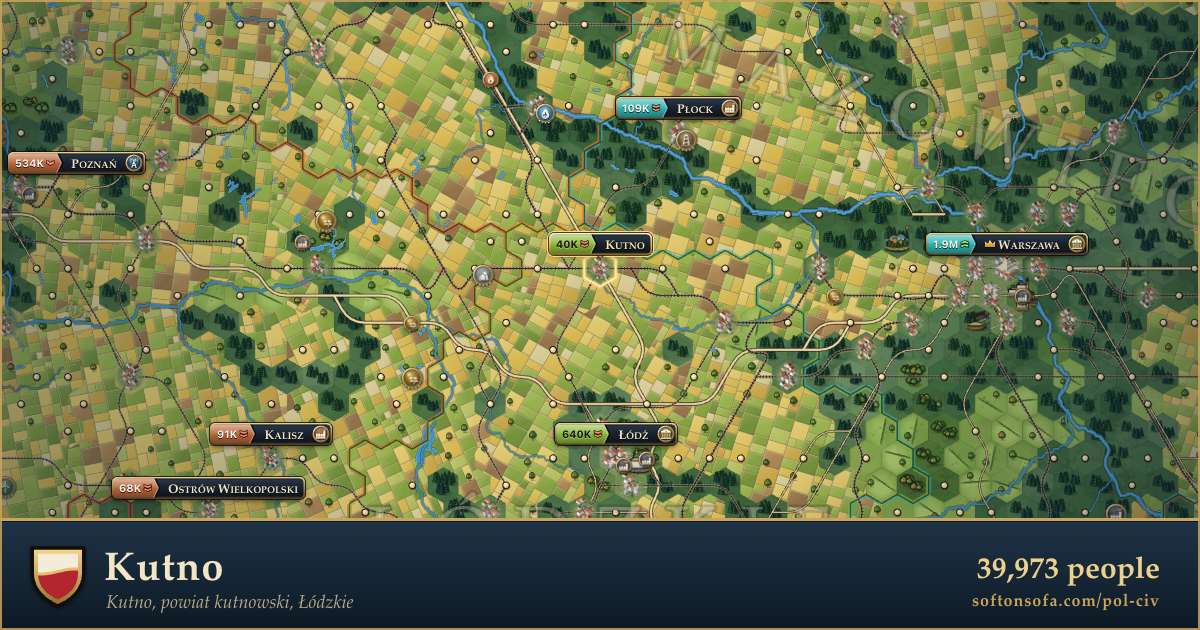 MAZOWIEC
109K PŁOCK
534K POZNAŃ
40K KUTNO
1.9M WARSZAWA
91K KALISZ
640K ŁÓDŹ
68K OSTRÓW WIELKOPOLSKI
Kutno
39,973 people
Kutno, powiat kutnowski, Łódzkie
softonsofa.com/pol-civ